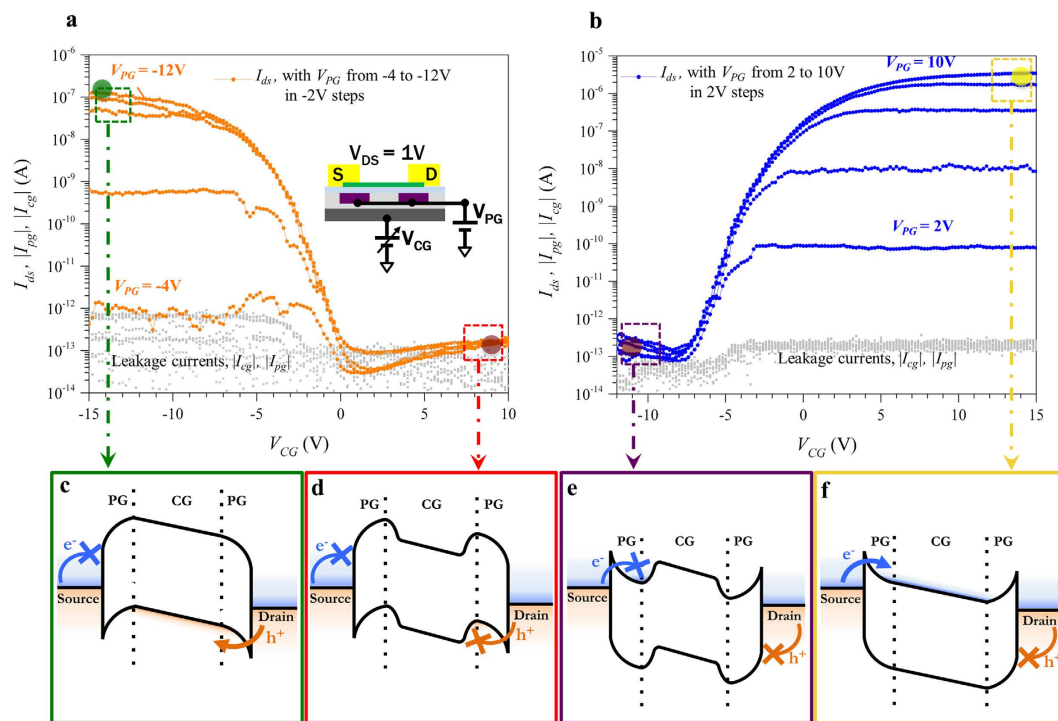 a
b
10⁻⁶
10⁻⁷
10⁻⁸
10⁻⁹
10⁻¹⁰
10⁻¹¹
10⁻¹²
10⁻¹³
10⁻¹⁴
I_ds, |I_pg|, |I_cg| (A)
V_PG = -12V
I_ds, with V_PG from -4 to -12V
in -2V steps
V_DS = 1V
S
D
V_PG
V_CG
V_PG = -4V
Leakage currents, |I_cg|, |I_pg|
-15
-10
-5
0
5
10
V_CG (V)
10⁻⁴
10⁻⁵
10⁻⁶
10⁻⁷
10⁻⁸
10⁻⁹
10⁻¹⁰
10⁻¹¹
10⁻¹²
10⁻¹³
10⁻¹⁴
I_ds, |I_pg|, |I_cg| (A)
I_ds, with V_PG from 2 to 10V
in 2V steps
V_PG = 10V
V_PG = 2V
Leakage currents, |I_cg|, |I_pg|
-10
-5
0
5
10
15
V_CG (V)
c
PG
CG
PG
e-
Source
Drain
h+
d
PG
CG
PG
e-
Source
Drain
h+
e
PG
CG
PG
e-
Source
Drain
h+
f
PG
CG
PG
e-
Source
Drain
h+